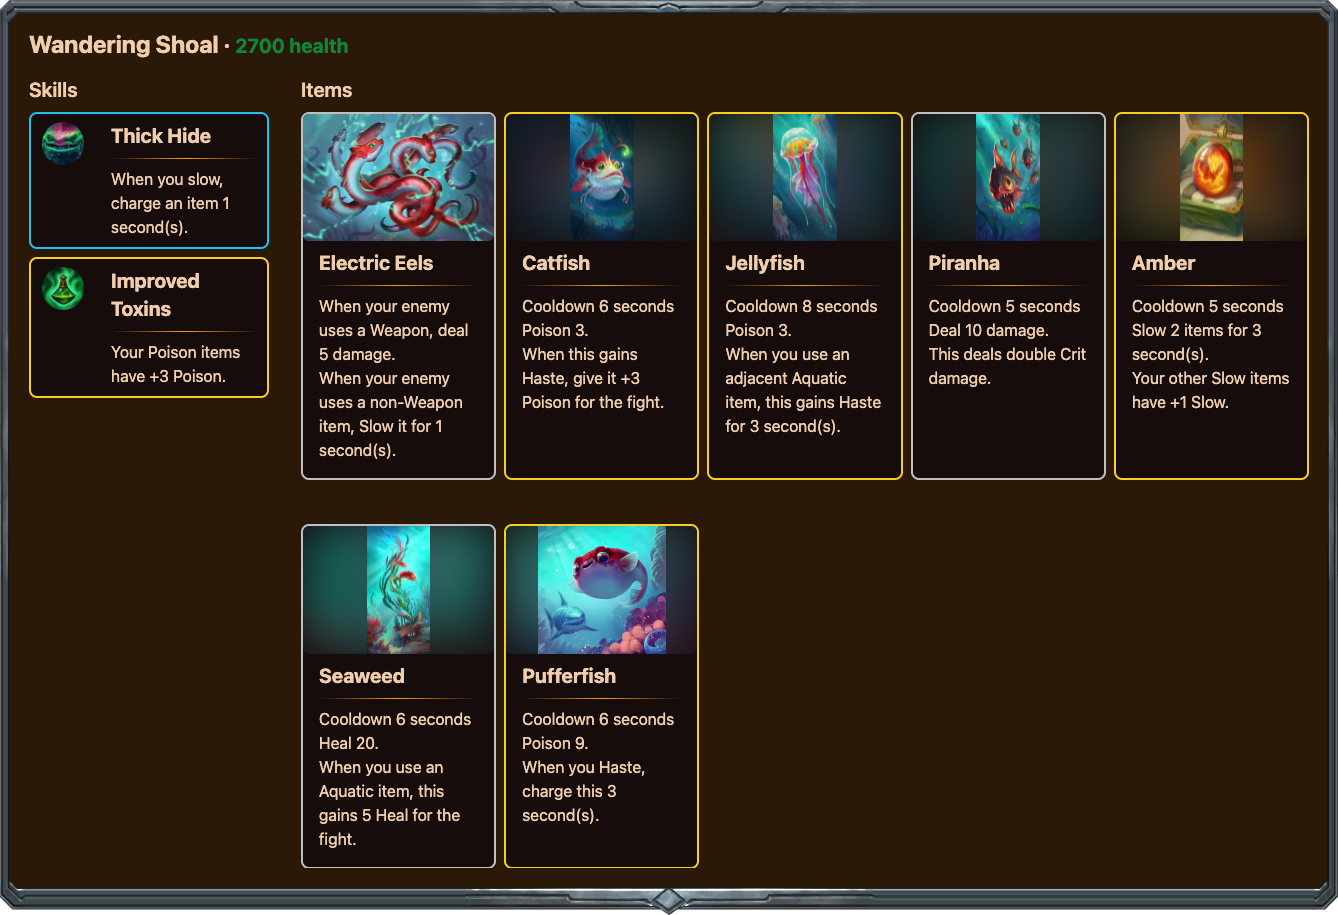 Wandering Shoal · 2700 health
Skills
Thick Hide
When you slow,
charge an item 1
second(s).
Improved
Toxins
Your Poison items
have +3 Poison.
Items
Electric Eels
When your enemy
uses a Weapon, deal
5 damage.
When your enemy
uses a non-Weapon
item, Slow it for 1
second(s).
Catfish
Cooldown 6 seconds
Poison 3.
When this gains
Haste, give it +3
Poison for the fight.
Jellyfish
Cooldown 8 seconds
Poison 3.
When you use an
adjacent Aquatic
item, this gains Haste
for 3 second(s).
Piranha
Cooldown 5 seconds
Deal 10 damage.
This deals double Crit
damage.
Amber
Cooldown 5 seconds
Slow 2 items for 3
second(s).
Your other Slow items
have +1 Slow.
Seaweed
Cooldown 6 seconds
Heal 20.
When you use an
Aquatic item, this
gains 5 Heal for the
fight.
Pufferfish
Cooldown 6 seconds
Poison 9.
When you Haste,
charge this 3
second(s).